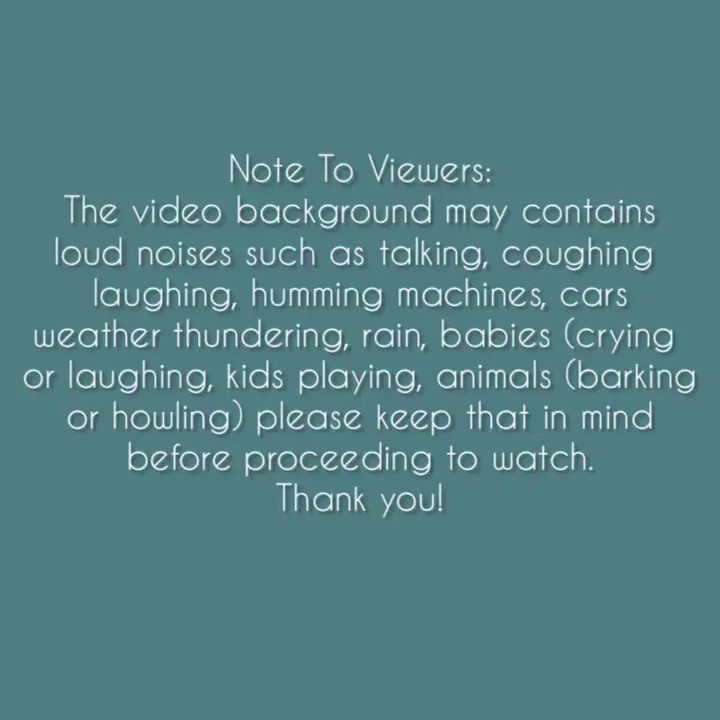 Note To Viewers:
The video background may contains
loud noises such as talking, coughing
laughing, humming machines, cars
weather thundering, rain, babies (crying
or laughing, kids playing, animals (barking
or howling) please keep that in mind
before proceeding to watch.
Thank you!